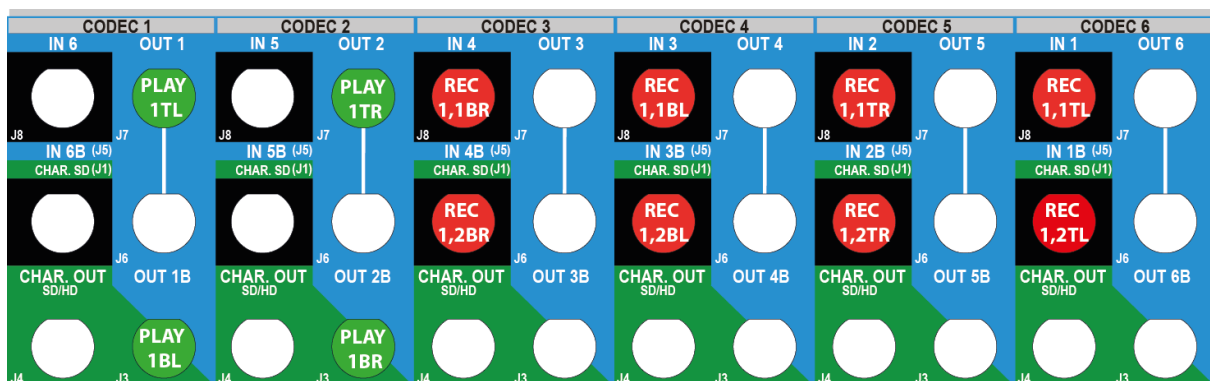 CODEC 1 CODEC 2 CODEC 3 CODEC 4 CODEC 5 CODEC 6
IN 6 OUT 1 IN 5 OUT 2 IN 4 OUT 3 IN 3 OUT 4 IN 2 OUT 5 IN 1 OUT 6
PLAY PLAY REC REC REC REC
1TL 1TR 1,1BR 1,1BL 1,1TR 1,1TL
J8 J7 J8 J7 J8 J7 J8 J7 J8 J7 J8 J7
IN 6B (J5) IN 5B (J5) IN 4B (J5) IN 3B (J5) IN 2B (J5) IN 1B (J5)
CHAR. SD (J1) CHAR. SD (J1) CHAR. SD (J1) CHAR. SD (J1) CHAR. SD (J1) CHAR. SD (J1)
REC REC REC REC
1,2BR 1,2BL 1,2TR 1,2TL
J6 J6 J6 J6 J6 J6
CHAR. OUT OUT 1B CHAR. OUT OUT 2B CHAR. OUT OUT 3B CHAR. OUT OUT 4B CHAR. OUT OUT 5B CHAR. OUT OUT 6B
SD/HD SD/HD SD/HD SD/HD SD/HD SD/HD
PLAY PLAY
1BL 1BR
J4 J3 J4 J3 J4 J3 J4 J3 J4 J3 J4 J3